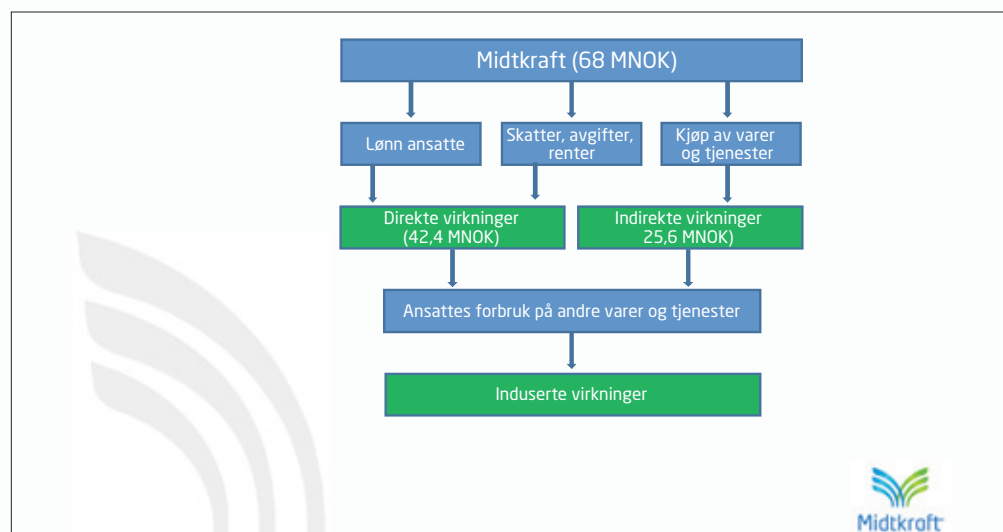 Midtkraft (68 MNOK)
Lønn ansatte
Skatter, avgifter,
renter
Kjøp av varer
og tjenester
Direkte virkninger
(42,4 MNOK)
Indirekte virkninger
25,6 MNOK)
Ansattes forbruk på andre varer og tjenester
Induserte virkninger
Midtkraft